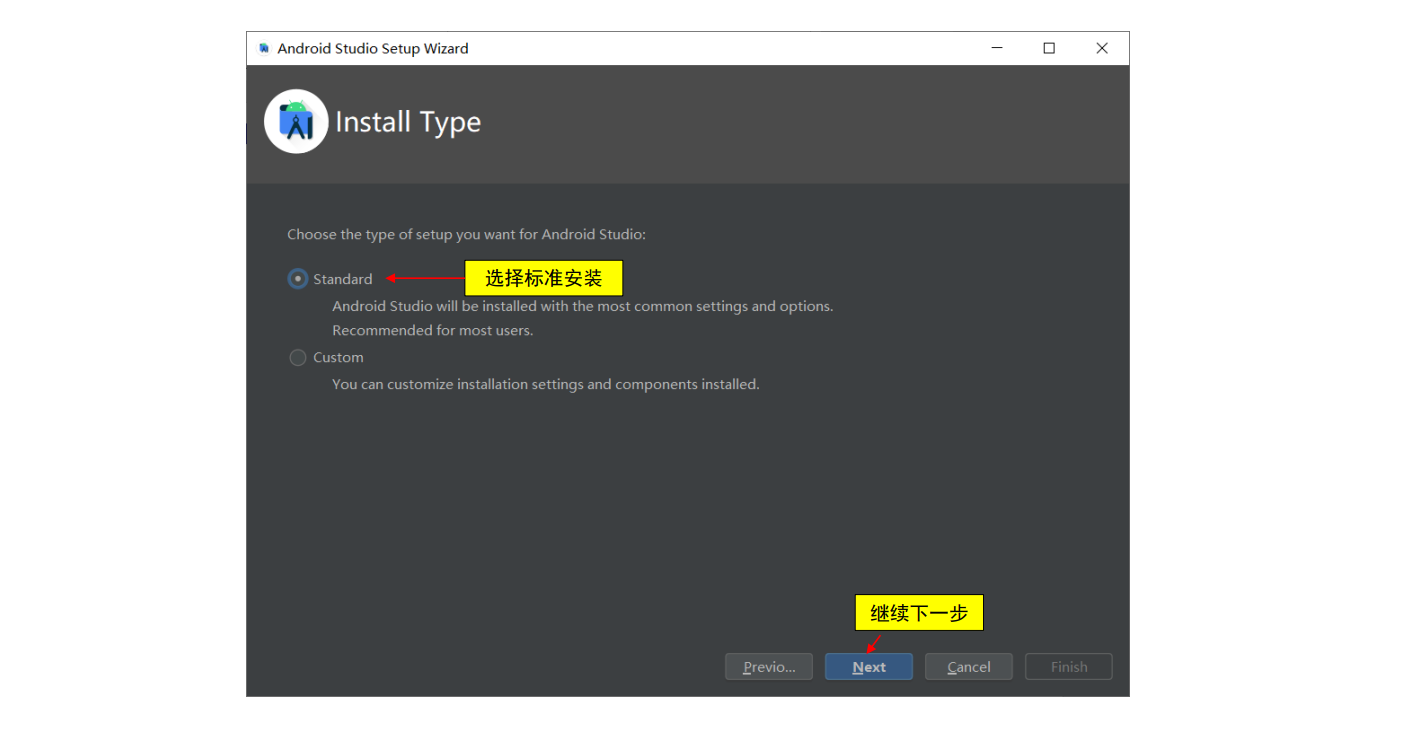 Android Studio Setup Wizard
Install Type
Choose the type of setup you want for Android Studio:
Standard
选择标准安装
Android Studio will be installed with the most common settings and options.
Recommended for most users.
Custom
You can customize installation settings and components installed.
继续下一步
Previo... Next Cancel Finish